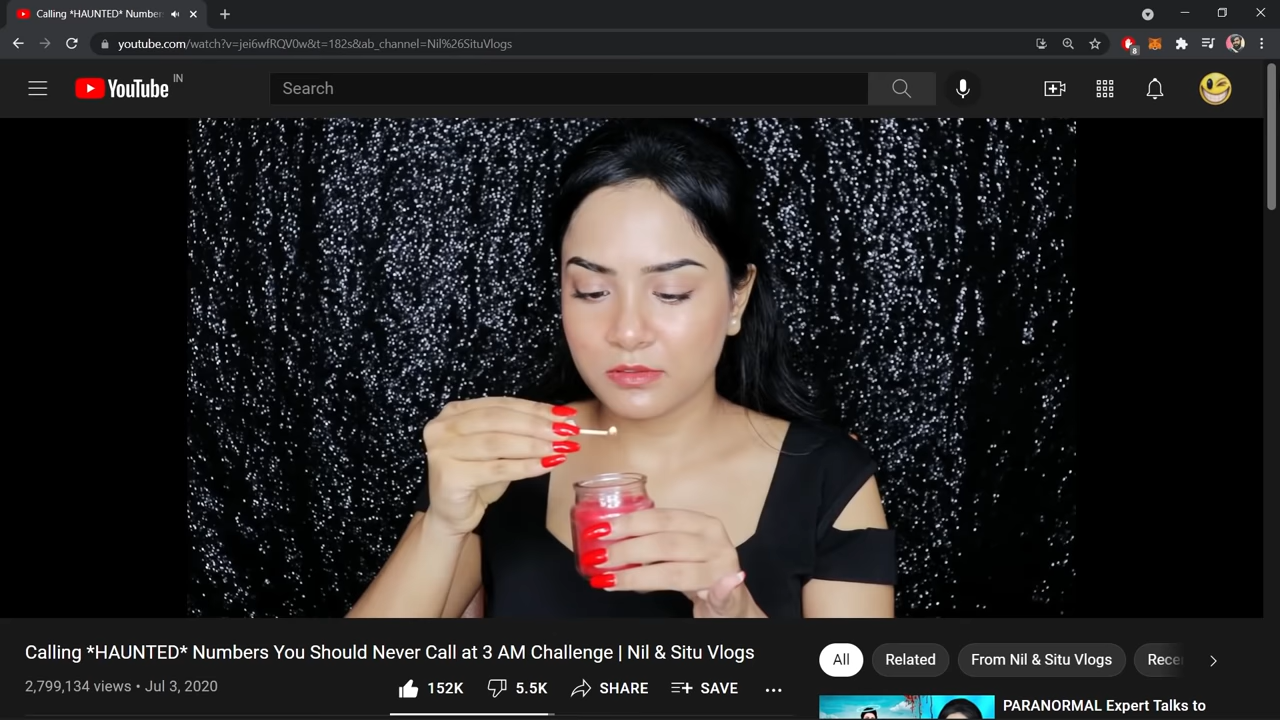 Calling *HAUNTED* Number
youtube.com/watch?v=jei6wfRQV0w&t=182s&ab_channel=Nil%26SituVlogs
8
YouTube IN
Search
Calling *HAUNTED* Numbers You Should Never Call at 3 AM Challenge | Nil & Situ Vlogs
2,799,134 views • Jul 3, 2020
152K
5.5K
SHARE
SAVE
All
Related
From Nil & Situ Vlogs
Rece
PARANORMAL Expert Talks to